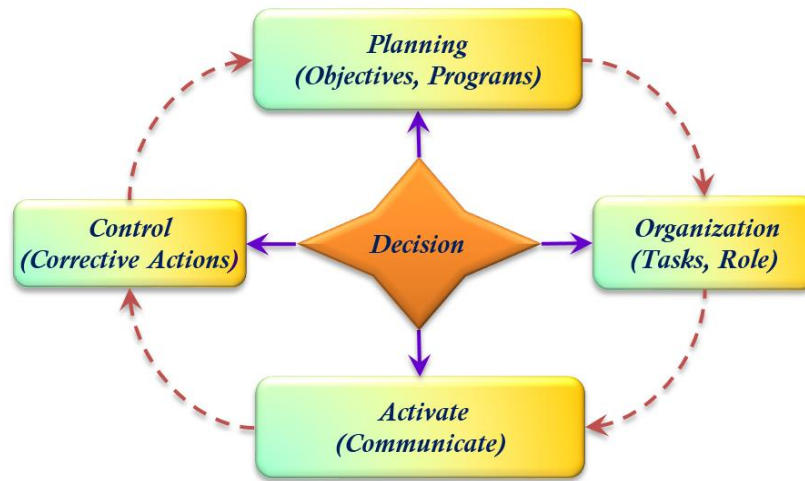 Planning
(Objectives, Programs)
Control
(Corrective Actions)
Decision
Organization
(Tasks, Role)
Activate
(Communicate)